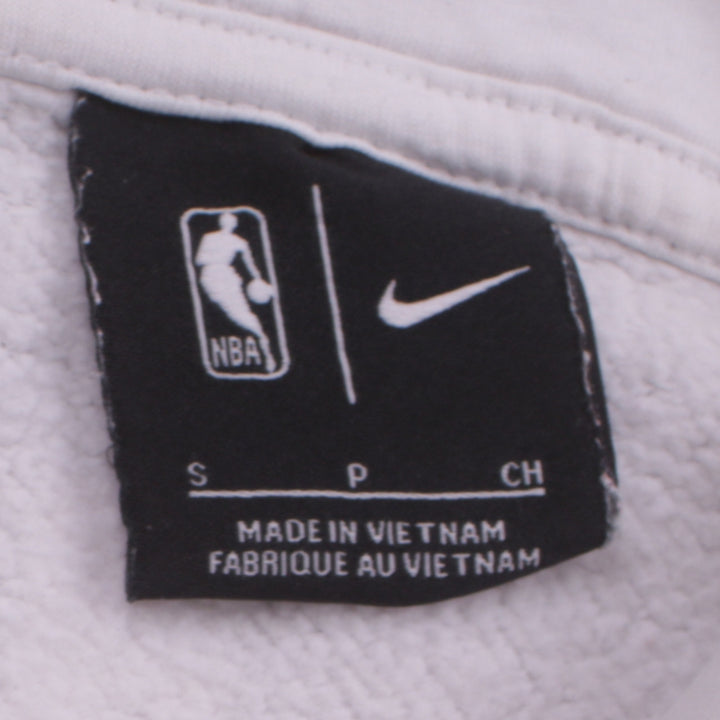 NBA
S P CH
MADE IN VIETNAM
FABRIQUE AU VIETNAM